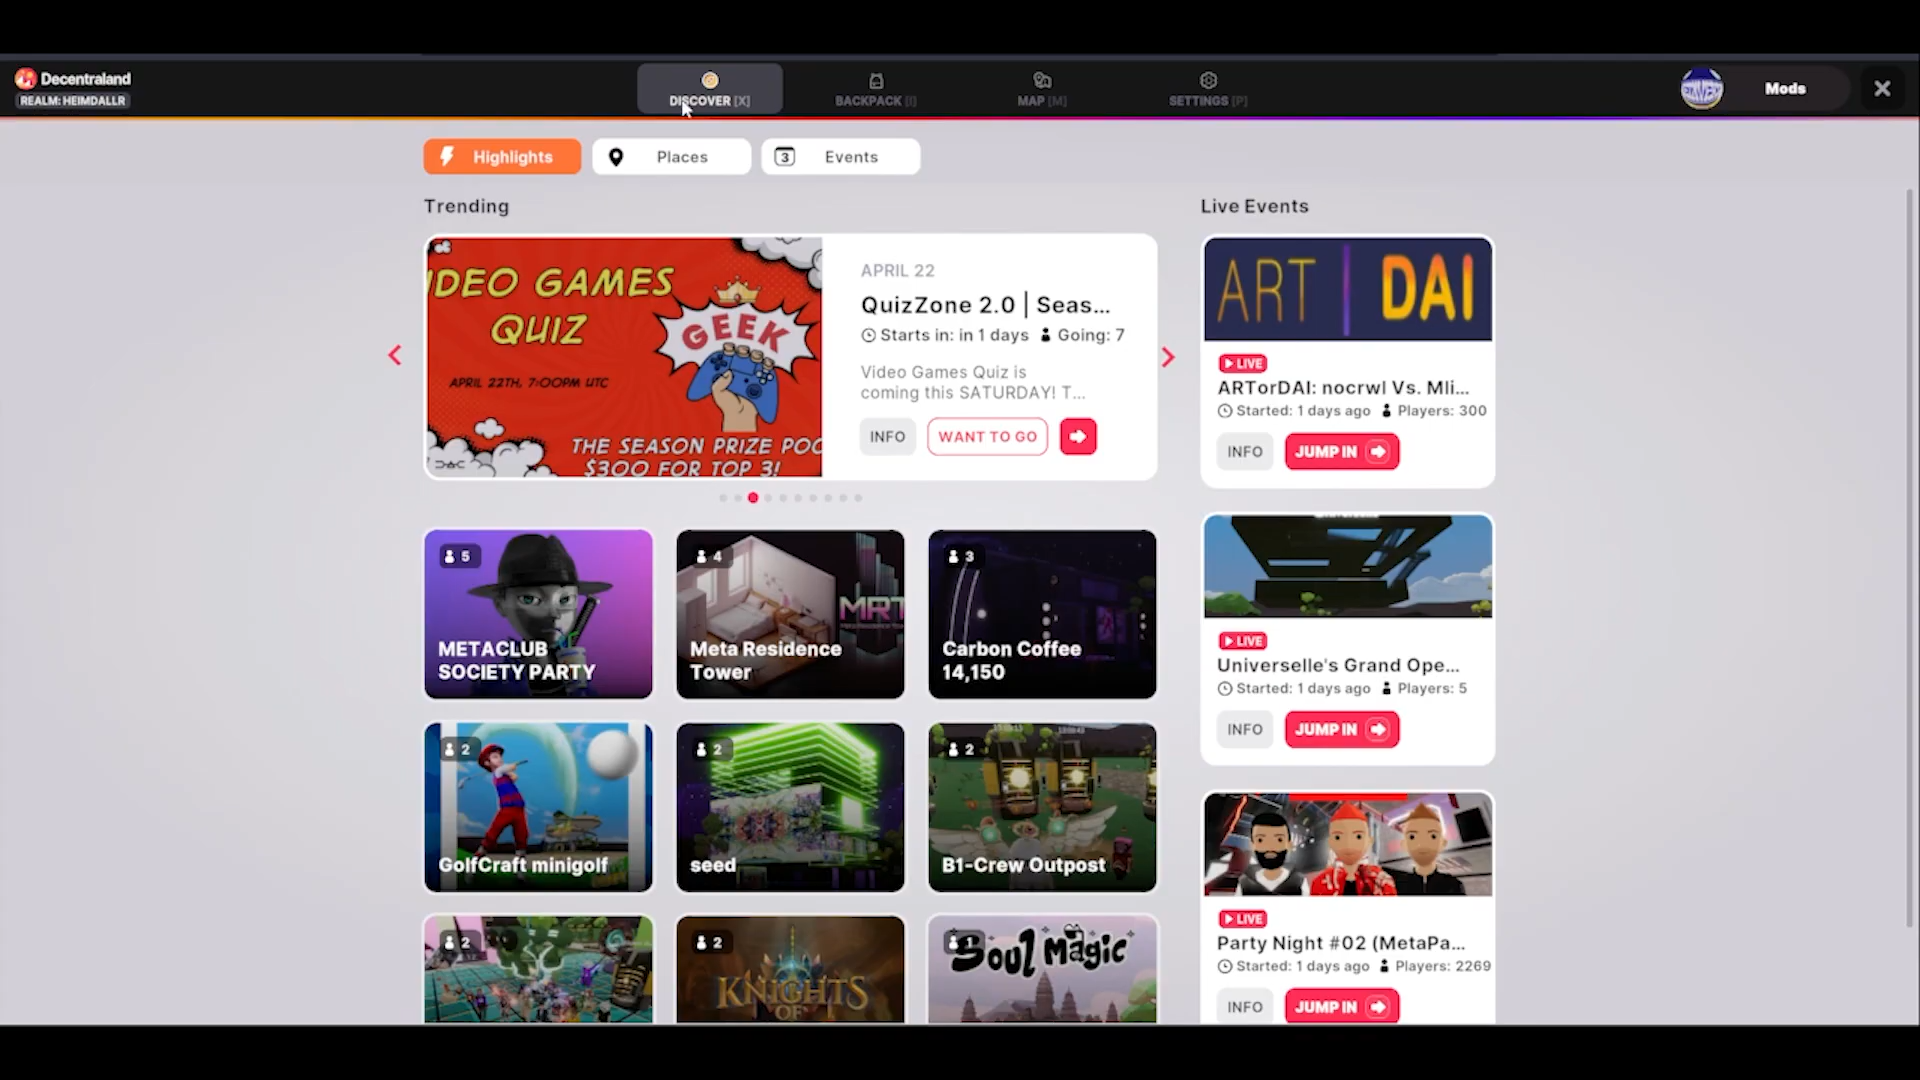 Decentraland
REALM: HEIMDALLR
DISCOVER [X]
BACKPACK [I]
MAP [M]
SETTINGS [P]
Mods
Highlights
Places
3
Events
Trending
Live Events
IDEO GAMES
QUIZ
GEEK
APRIL 22TH, 7:00PM UTC
THE SEASON PRIZE POO
$300 FOR TOP 3!
APRIL 22
QuizZone 2.0 | Seas...
Starts in: in 1 days Going: 7
Video Games Quiz is
coming this SATURDAY! T...
INFO
WANT TO GO
ART | DAI
LIVE
ARTorDAI: nocrwl Vs. Mli...
Started: 1 days ago Players: 300
INFO
JUMP IN
5
METACLUB
SOCIETY PARTY
4
MRT
Meta Residence
Tower
3
Carbon Coffee
14,150
LIVE
Universelle's Grand Ope...
Started: 1 days ago Players: 5
INFO
JUMP IN
2
GolfCraft minigolf
2
seed
2
B1-Crew Outpost
LIVE
Party Night #02 (MetaPa...
Started: 1 days ago Players: 2269
INFO
JUMP IN
2
2
KNIGHTS
OF
Soul Magic